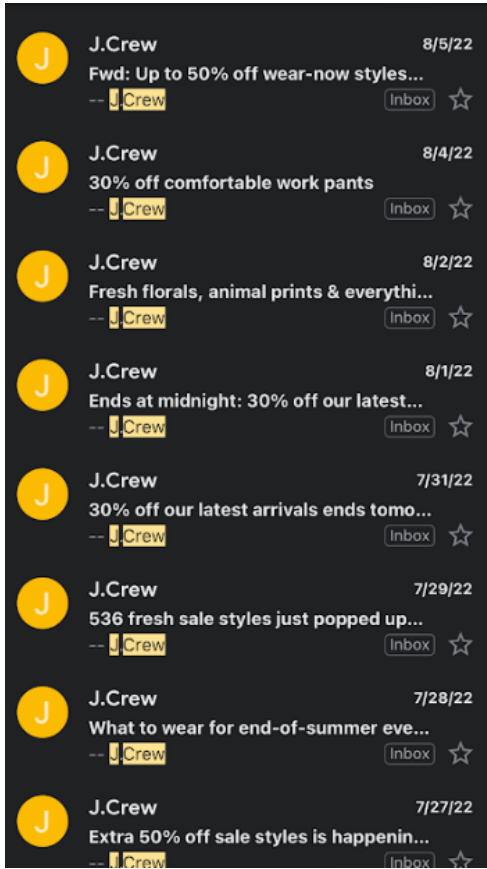 J
J.Crew 8/5/22
Fwd: Up to 50% off wear-now styles...
-- J.Crew Inbox
J
J.Crew 8/4/22
30% off comfortable work pants
-- J.Crew Inbox
J
J.Crew 8/2/22
Fresh florals, animal prints & everythi...
-- J.Crew Inbox
J
J.Crew 8/1/22
Ends at midnight: 30% off our latest...
-- J.Crew Inbox
J
J.Crew 7/31/22
30% off our latest arrivals ends tomo...
-- J.Crew Inbox
J
J.Crew 7/29/22
536 fresh sale styles just popped up...
-- J.Crew Inbox
J
J.Crew 7/28/22
What to wear for end-of-summer eve...
-- J.Crew Inbox
J
J.Crew 7/27/22
Extra 50% off sale styles is happenin...
-- J.Crew Inbox